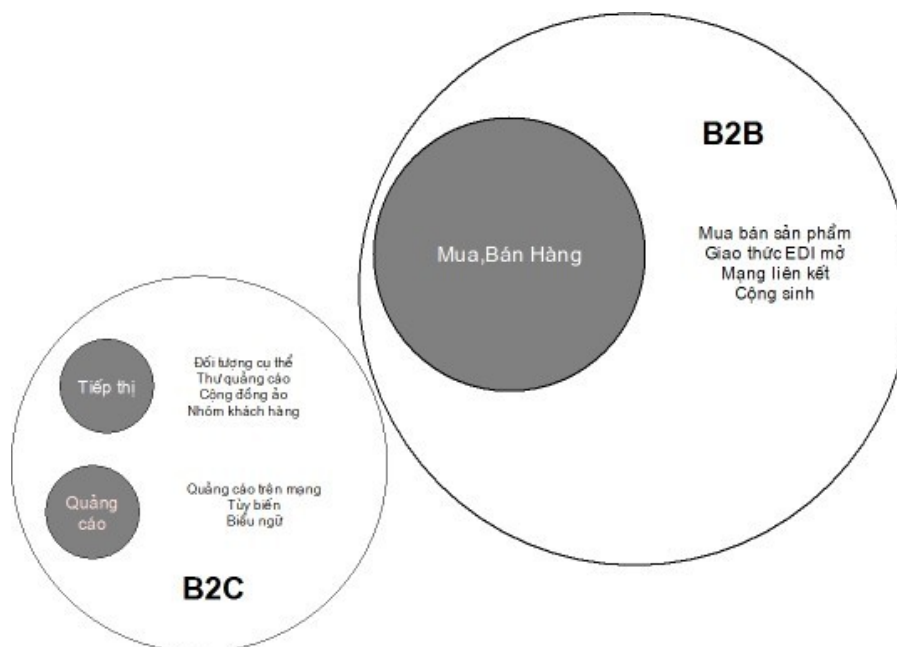 B2B
Mua,Bán Hàng
Mua bán sản phẩm
Giao thức EDI mở
Mạng liên kết
Cộng sinh
Tiếp thị
Đối tượng cụ thể
Thư quảng cáo
Cộng đồng ảo
Nhóm khách hàng
Quảng
cáo
Quảng cáo trên mạng
Tùy biến
Biểu ngữ
B2C